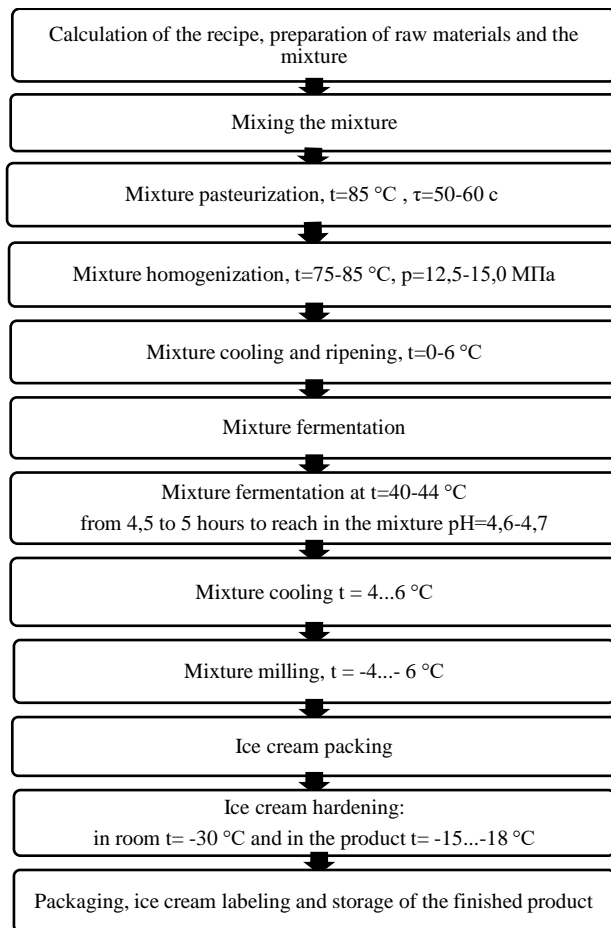 Calculation of the recipe, preparation of raw materials and the
mixture
Mixing the mixture
Mixture pasteurization, t=85 °C , τ=50-60 c
Mixture homogenization, t=75-85 °C, p=12,5-15,0 МПа
Mixture cooling and ripening, t=0-6 °C
Mixture fermentation
Mixture fermentation at t=40-44 °C
from 4,5 to 5 hours to reach in the mixture pH=4,6-4,7
Mixture cooling t = 4...6 °C
Mixture milling, t = -4...- 6 °C
Ice cream packing
Ice cream hardening:
in room t= -30 °C and in the product t= -15...-18 °C
Packaging, ice cream labeling and storage of the finished product